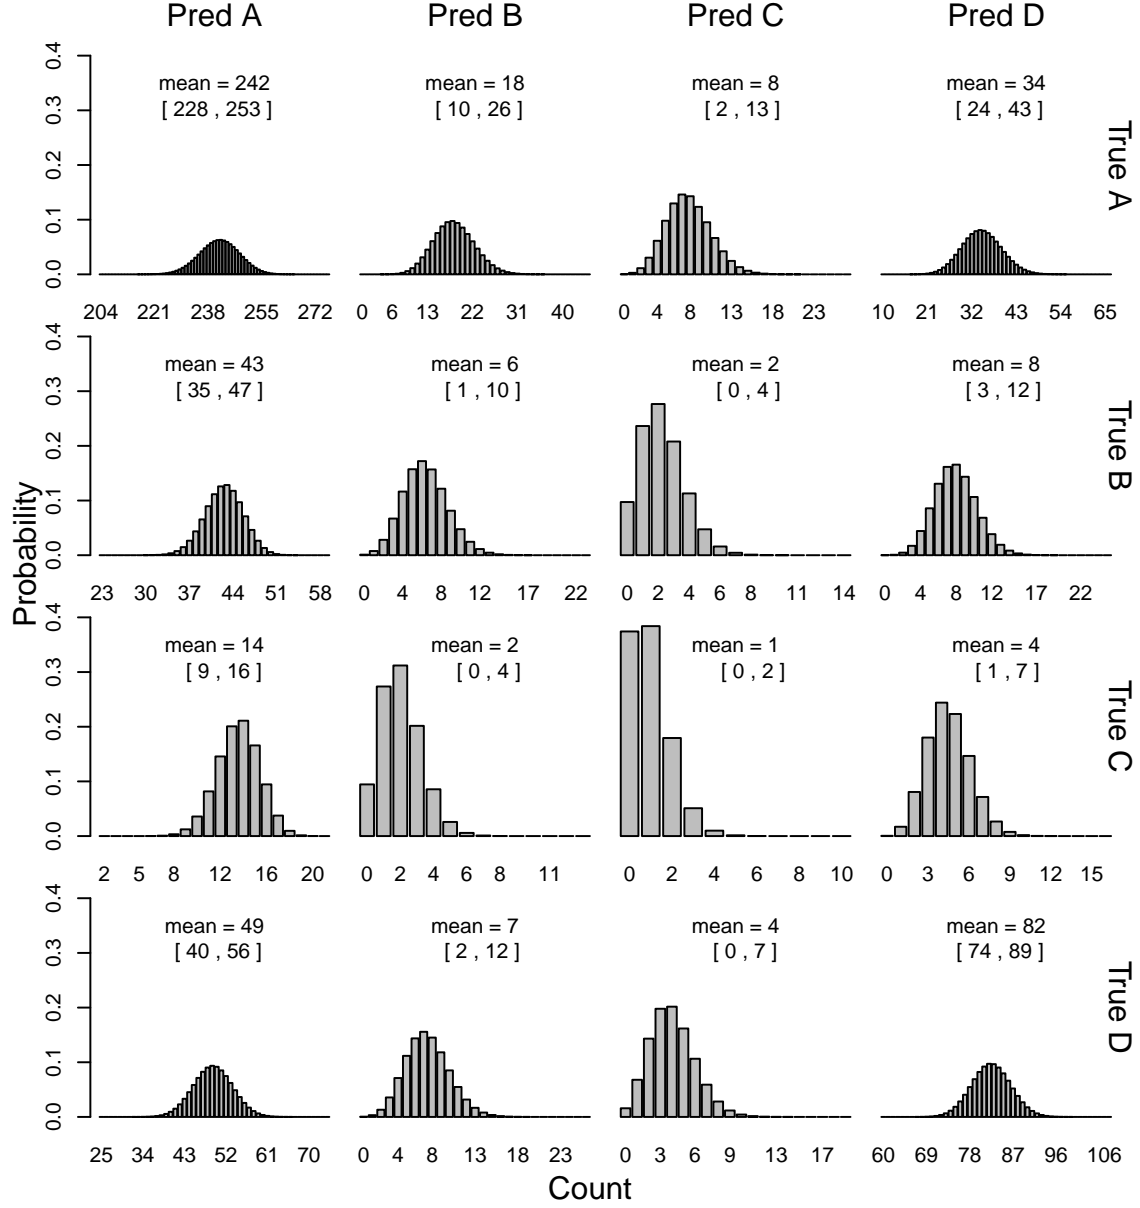 Pred A Pred B Pred C Pred D
mean = 242 mean = 18 mean = 8 mean = 34
[ 228 , 253 ] [ 10 , 26 ] [ 2 , 13 ] [ 24 , 43 ]
0.0 0.1 0.2 0.3 0.4
True A
204 221 238 255 272 0 6 13 22 31 40 0 4 8 13 18 23 10 21 32 43 54 65
mean = 43 mean = 6 mean = 2 mean = 8
[ 35 , 47 ] [ 1 , 10 ] [ 0 , 4 ] [ 3 , 12 ]
0.0 0.1 0.2 0.3 0.4
True B
23 30 37 44 51 58 0 4 8 12 17 22 0 2 4 6 8 11 14 0 4 8 12 17 22
Probability
mean = 14 mean = 2 mean = 1 mean = 4
[ 9 , 16 ] [ 0 , 4 ] [ 0 , 2 ] [ 1 , 7 ]
0.0 0.1 0.2 0.3 0.4
True C
2 5 8 12 16 20 0 2 4 6 8 11 0 2 4 6 8 10 0 3 6 9 12 15
mean = 49 mean = 7 mean = 4 mean = 82
[ 40 , 56 ] [ 2 , 12 ] [ 0 , 7 ] [ 74 , 89 ]
0.0 0.1 0.2 0.3 0.4
True D
25 34 43 52 61 70 0 4 8 13 18 23 0 3 6 9 13 17 60 69 78 87 96 106
Count